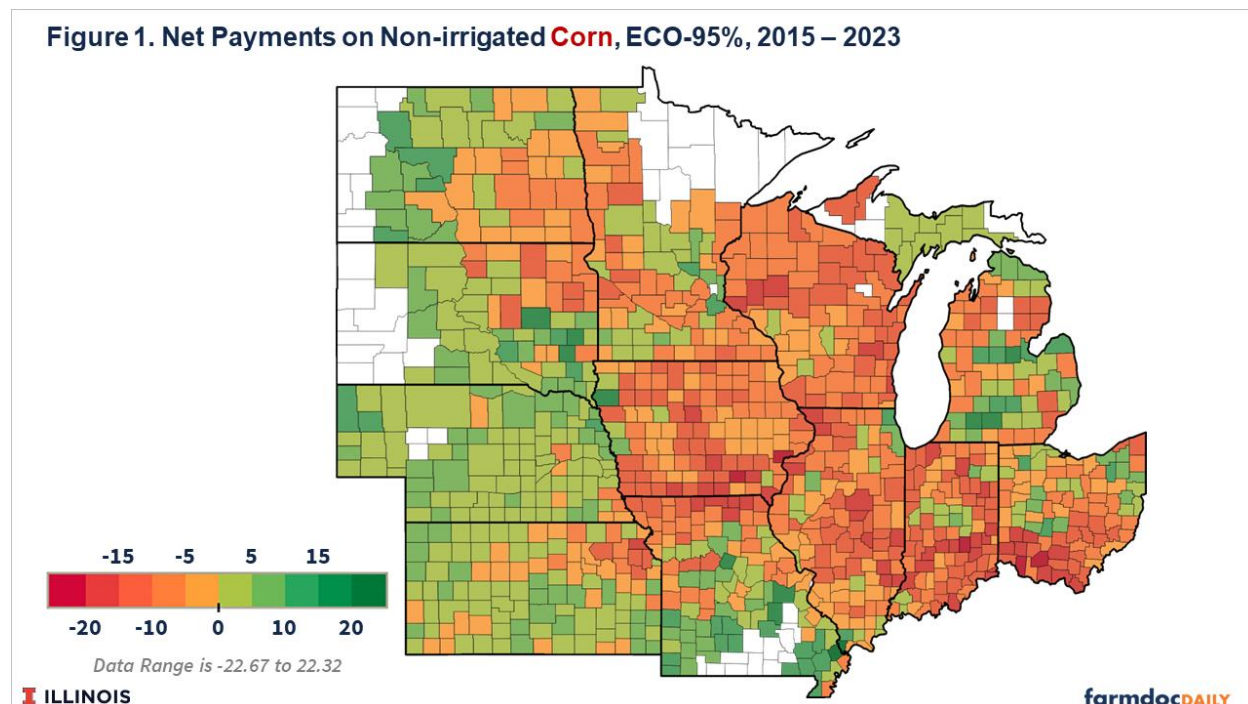 Figure 1. Net Payments on Non-irrigated Corn, ECO-95%, 2015 – 2023
-15 -5 5 15
-20 -10 0 10 20
Data Range is -22.67 to 22.32
I ILLINOIS
farmdocDAILY